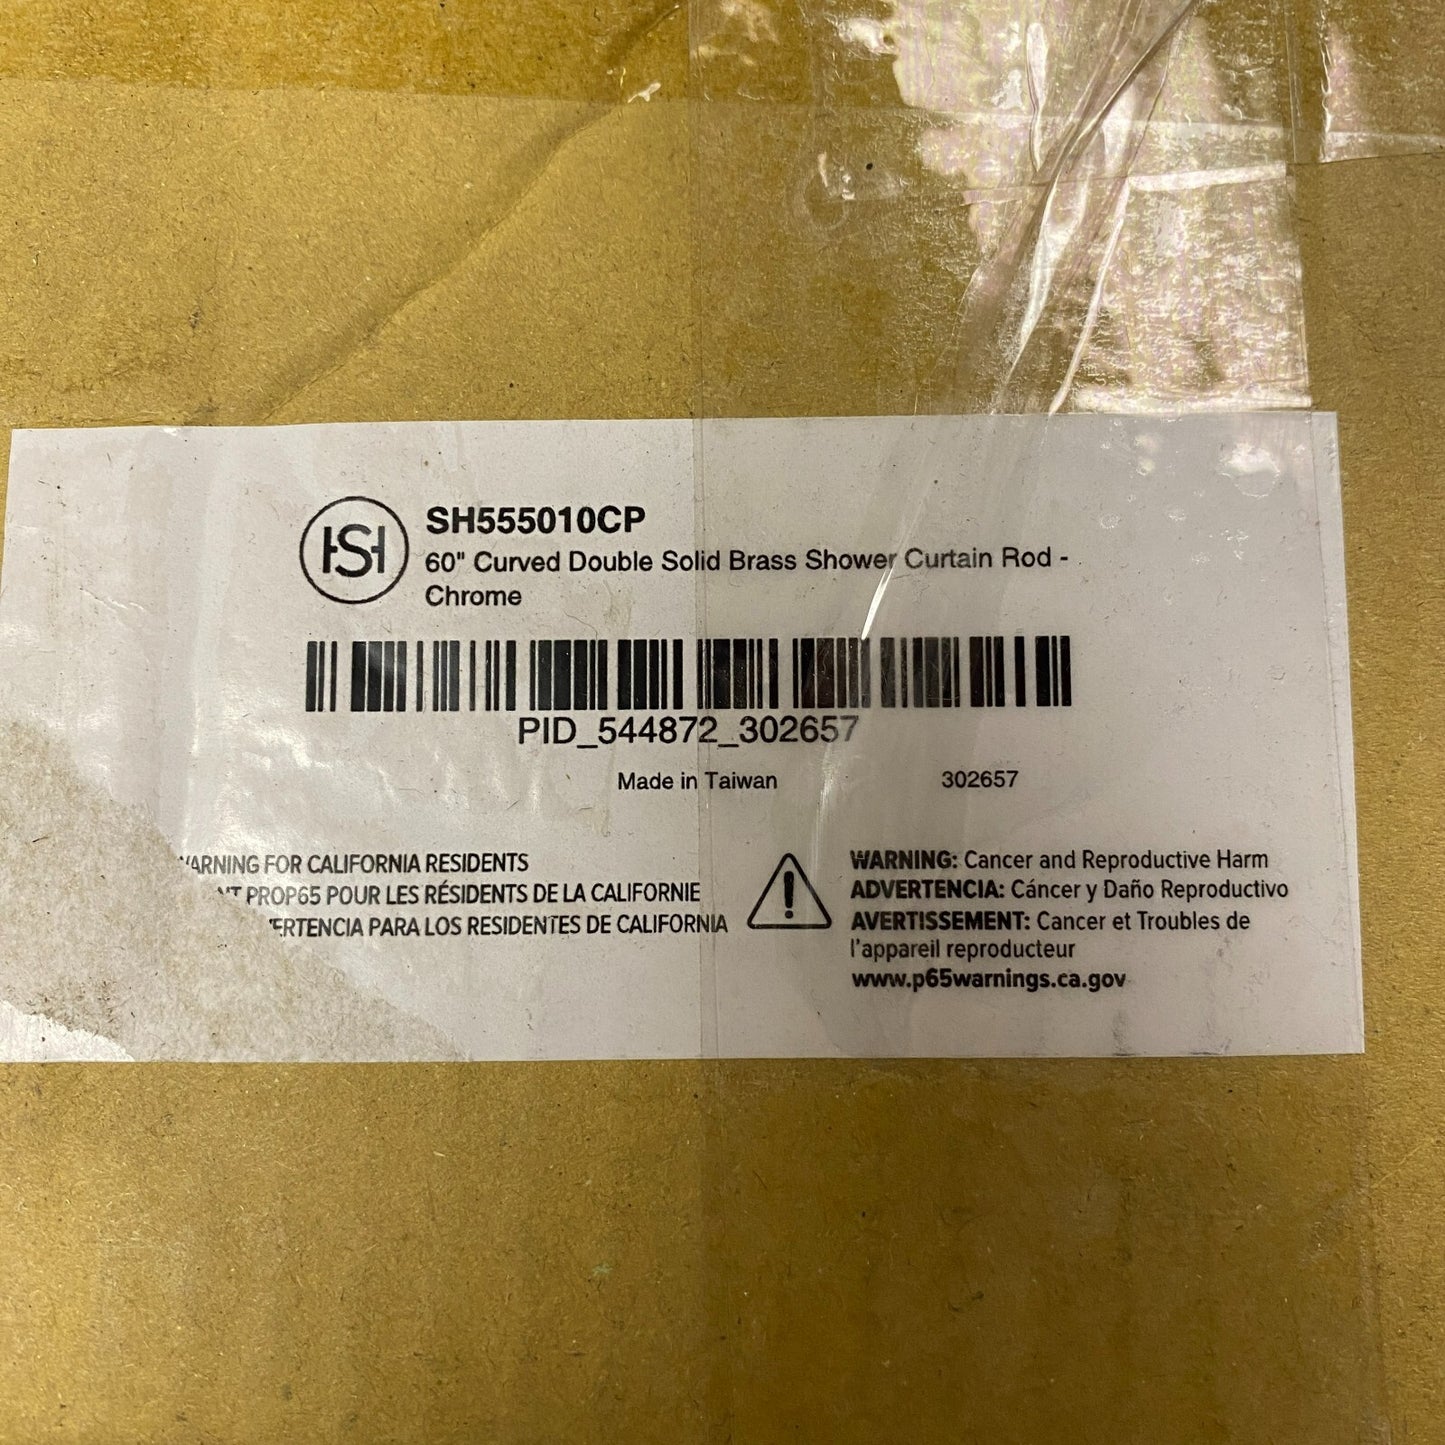 SH
SH555010CP
60" Curved Double Solid Brass Shower Curtain Rod -
Chrome
PID_544872_302657
Made in Taiwan 302657
WARNING FOR CALIFORNIA RESIDENTS
PROP65 POUR LES RÉSIDENTS DE LA CALIFORNIE
PARA LOS RESIDENTES DE CALIFORNIA
WARNING: Cancer and Reproductive Harm
ADVERTENCIA: Cáncer y Daño Reproductivo
AVERTISSEMENT: Cancer et Troubles de
l'appareil reproducteur
www.p65warnings.ca.gov